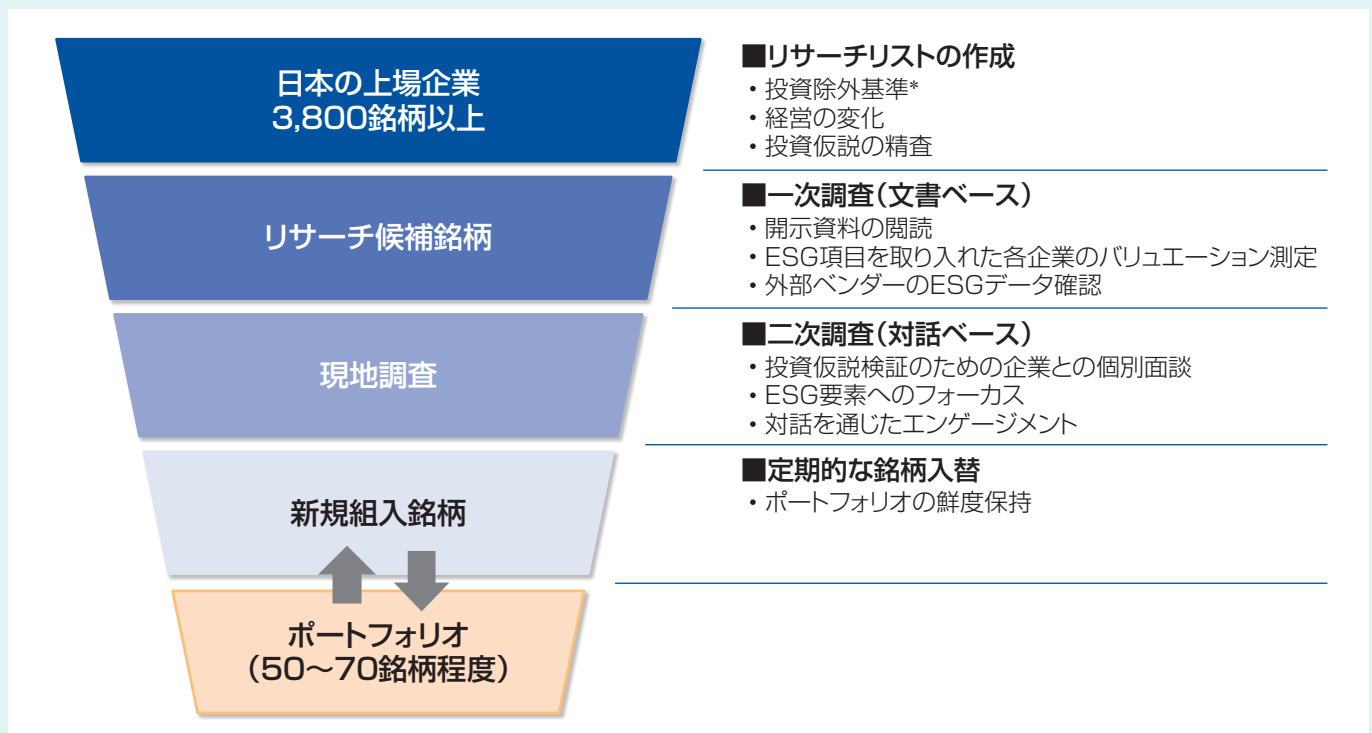 日本の上場企業
3,800銘柄以上
■リサーチリストの作成
・投資除外基準*
・経営の変化
・投資仮説の精査
リサーチ候補銘柄
■一次調査(文書ベース)
・開示資料の閲読
・ESG項目を取り入れた各企業のバリュエーション測定
・外部ベンダーのESGデータ確認
現地調査
■二次調査(対話ベース)
・投資仮説検証のための企業との個別面談
・ESG要素へのフォーカス
・対話を通じたエンゲージメント
新規組入銘柄
■定期的な銘柄入替
・ポートフォリオの鮮度保持
ポートフォリオ
(50〜70銘柄程度)